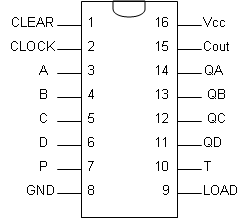 CLEAR 1 16 Vcc
CLOCK 2 15 Cout
A 3 14 QA
B 4 13 QB
C 5 12 QC
D 6 11 QD
P 7 10 T
GND 8 9 LOAD